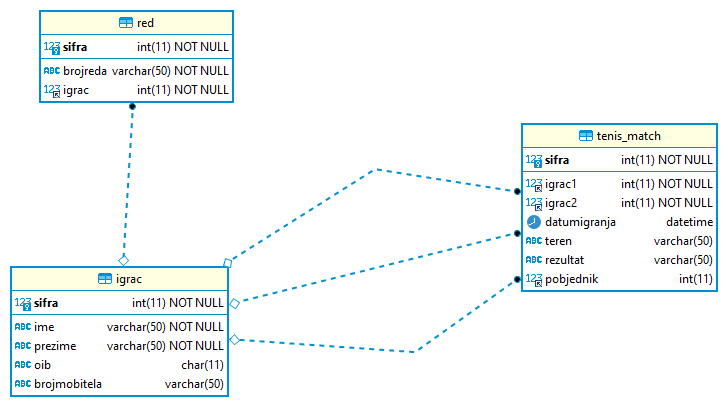 red
123 sifra int(11) NOT NULL
ABC brojreda varchar(50) NOT NULL
123 igrac int(11) NOT NULL
tenis_match
123 sifra int(11) NOT NULL
123 igrac1 int(11) NOT NULL
123 igrac2 int(11) NOT NULL
datumigranja datetime
ABC teren varchar(50)
ABC rezultat varchar(50)
123 pobjednik int(11)
igrac
123 sifra int(11) NOT NULL
ABC ime varchar(50) NOT NULL
ABC prezime varchar(50) NOT NULL
ABC oib char(11)
ABC brojmobitela varchar(50)